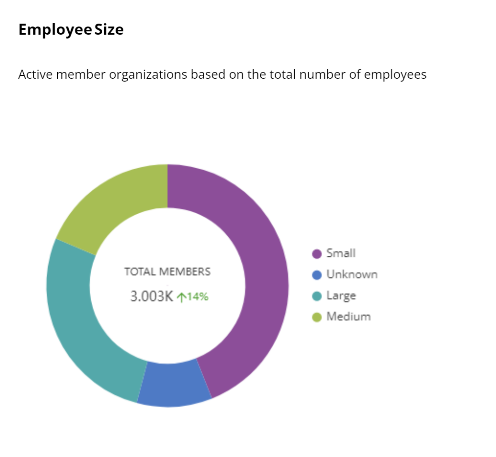 Employee Size
Active member organizations based on the total number of employees
TOTAL MEMBERS
3.003K ↑14%
Small
Unknown
Large
Medium